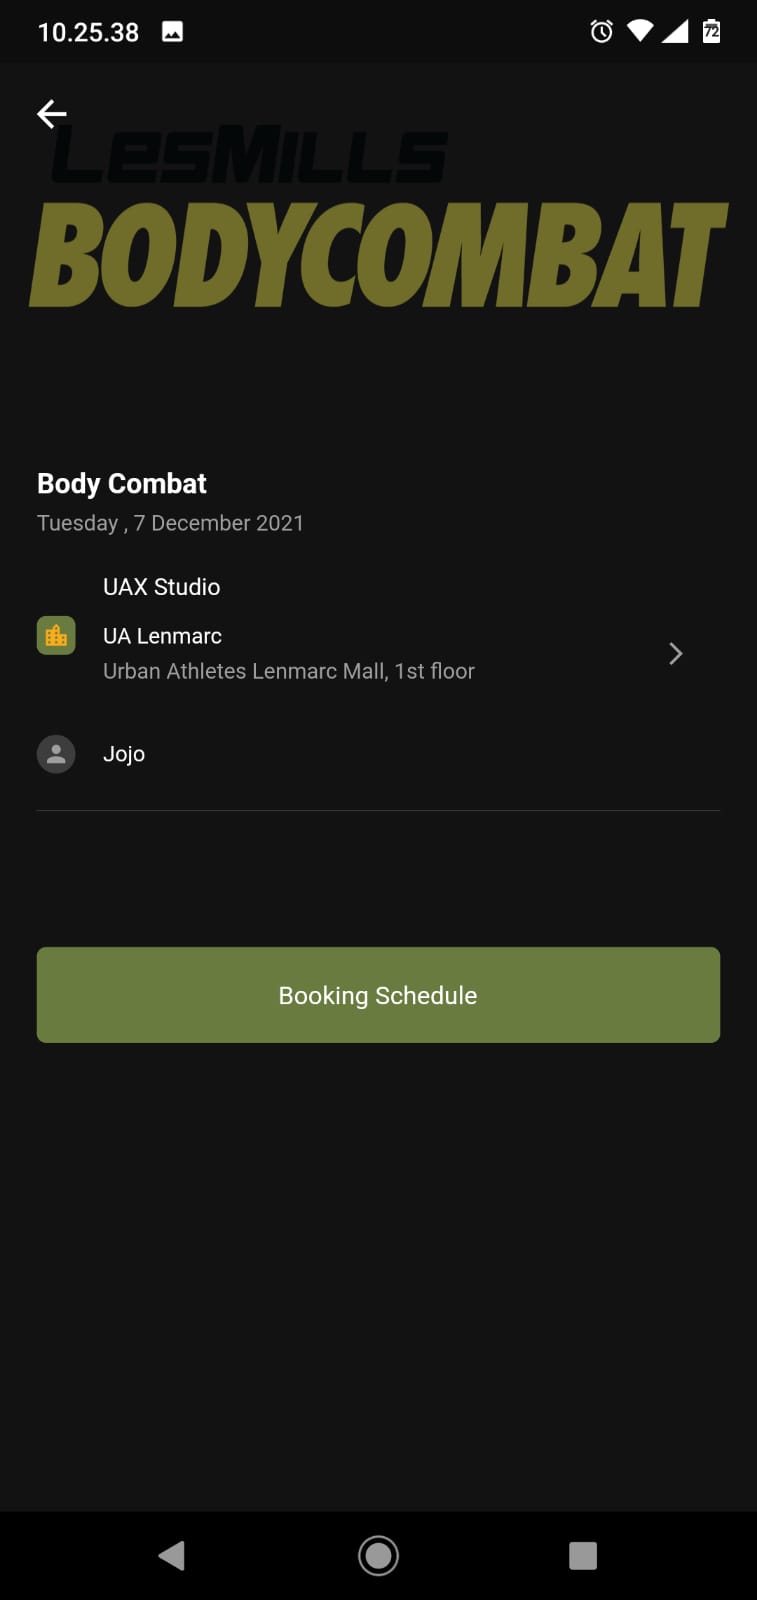 10.25.38
72
LesMills
BODYCOMBAT
Body Combat
Tuesday , 7 December 2021
UAX Studio
UA Lenmarc
Urban Athletes Lenmarc Mall, 1st floor
Jojo
Booking Schedule